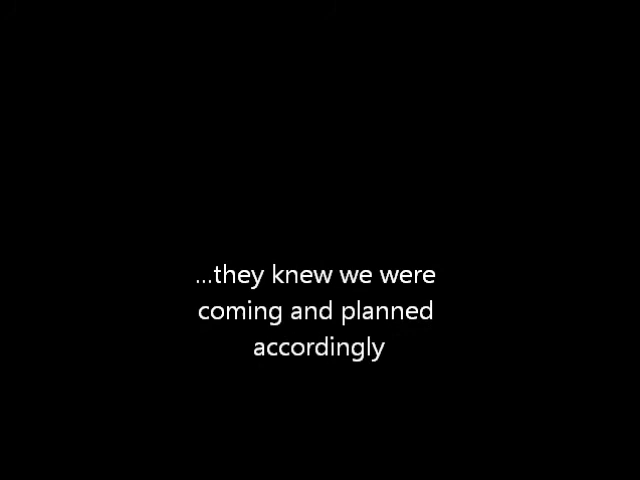 ...they knew we were
coming and planned
accordingly